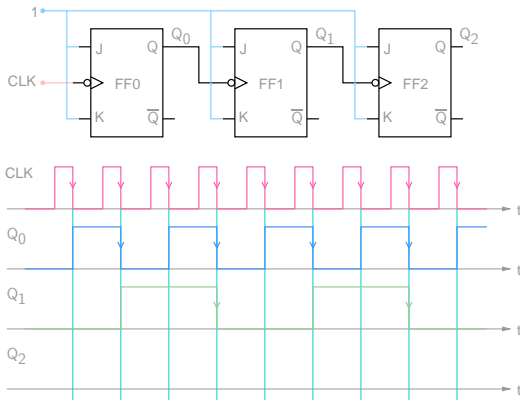 1
Q0 Q1 Q2
J Q J Q J Q
CLK FF0 FF1 FF2
K Q̅ K Q̅ K Q̅
CLK
t
Q0
t
Q1
t
Q2
t